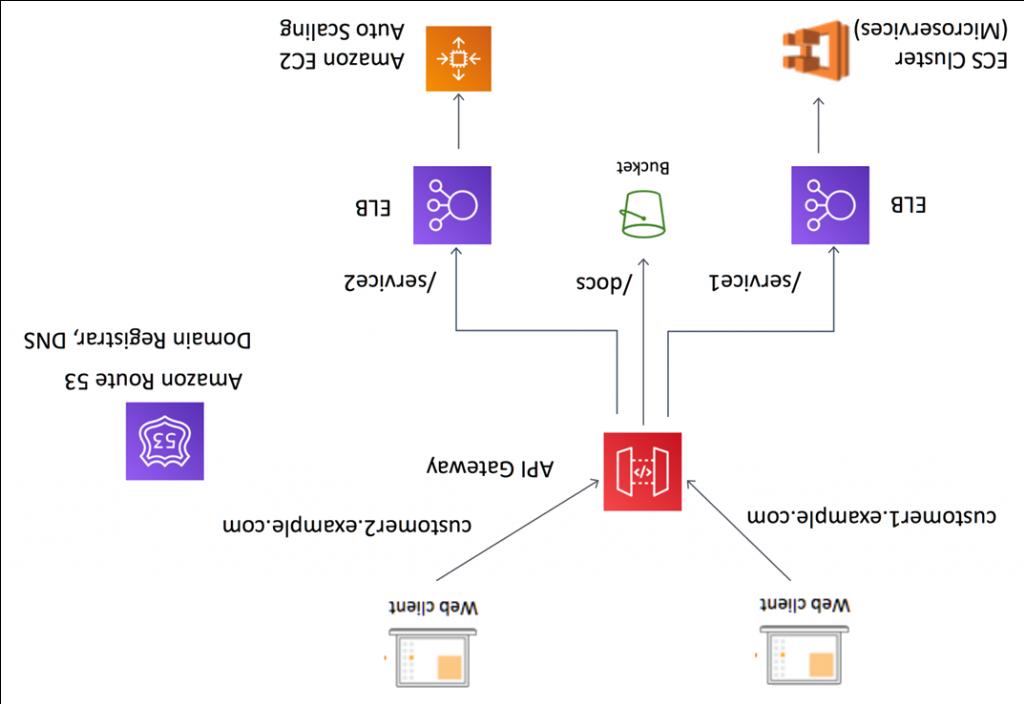 Web client
Web client
customer1.example.com
customer2.example.com
API Gateway
</>
53
Amazon Route 53
Domain Registrar, DNS
/service1
/docs
/service2
ELB
Bucket
ELB
ECS Cluster
(Microservices)
Amazon EC2
Auto Scaling